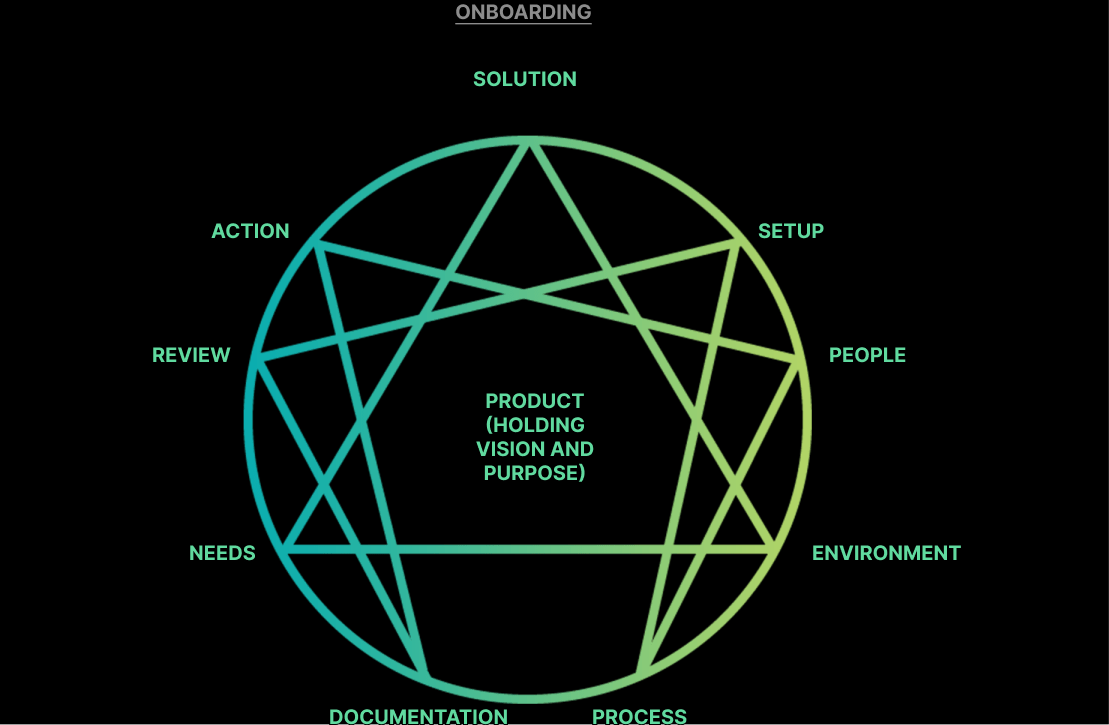 ONBOARDING
SOLUTION
ACTION
SETUP
REVIEW
PEOPLE
PRODUCT
(HOLDING
VISION AND
PURPOSE)
NEEDS
ENVIRONMENT
DOCUMENTATION
PROCESS